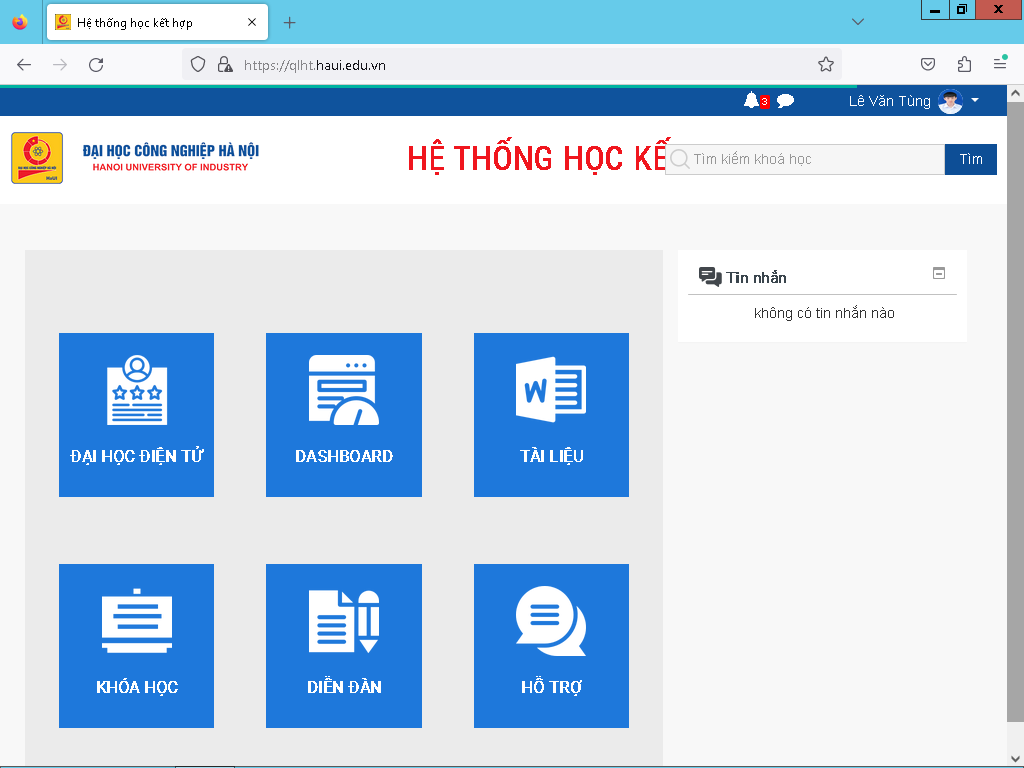 Hệ thống học kết hợp
https://qlht.haui.edu.vn
3
Lê Văn Tùng
ĐẠI HỌC CÔNG NGHIỆP HÀ NỘI
HANOI UNIVERSITY OF INDUSTRY
HỆ THỐNG HỌC KẾ
Tìm kiếm khoá học
Tìm
Tin nhắn
không có tin nhắn nào
ĐẠI HỌC ĐIỆN TỬ
DASHBOARD
TÀI LIỆU
W
KHÓA HỌC
DIỄN ĐÀN
HỖ TRỢ